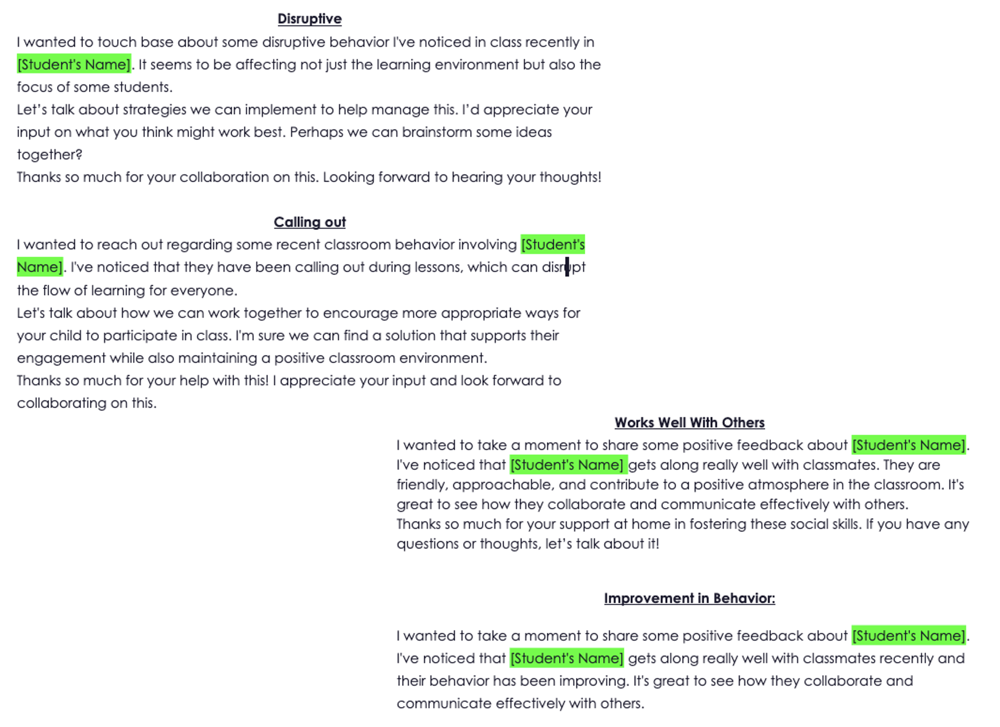 Disruptive
I wanted to touch base about some disruptive behavior I've noticed in class recently in
[Student's Name]. It seems to be affecting not just the learning environment but also the
focus of some students.
Let’s talk about strategies we can implement to help manage this. I’d appreciate your
input on what you think might work best. Perhaps we can brainstorm some ideas
together?
Thanks so much for your collaboration on this. Looking forward to hearing your thoughts!
Calling out
I wanted to reach out regarding some recent classroom behavior involving [Student's
Name]. I've noticed that they have been calling out during lessons, which can disrupt
the flow of learning for everyone.
Let's talk about how we can work together to encourage more appropriate ways for
your child to participate in class. I'm sure we can find a solution that supports their
engagement while also maintaining a positive classroom environment.
Thanks so much for your help with this! I appreciate your input and look forward to
collaborating on this.
Works Well With Others
I wanted to take a moment to share some positive feedback about [Student's Name].
I've noticed that [Student's Name] gets along really well with classmates. They are
friendly, approachable, and contribute to a positive atmosphere in the classroom. It's
great to see how they collaborate and communicate effectively with others.
Thanks so much for your support at home in fostering these social skills. If you have any
questions or thoughts, let’s talk about it!
Improvement in Behavior:
I wanted to take a moment to share some positive feedback about [Student's Name].
I've noticed that [Student's Name] gets along really well with classmates recently and
their behavior has been improving. It's great to see how they collaborate and
communicate effectively with others.